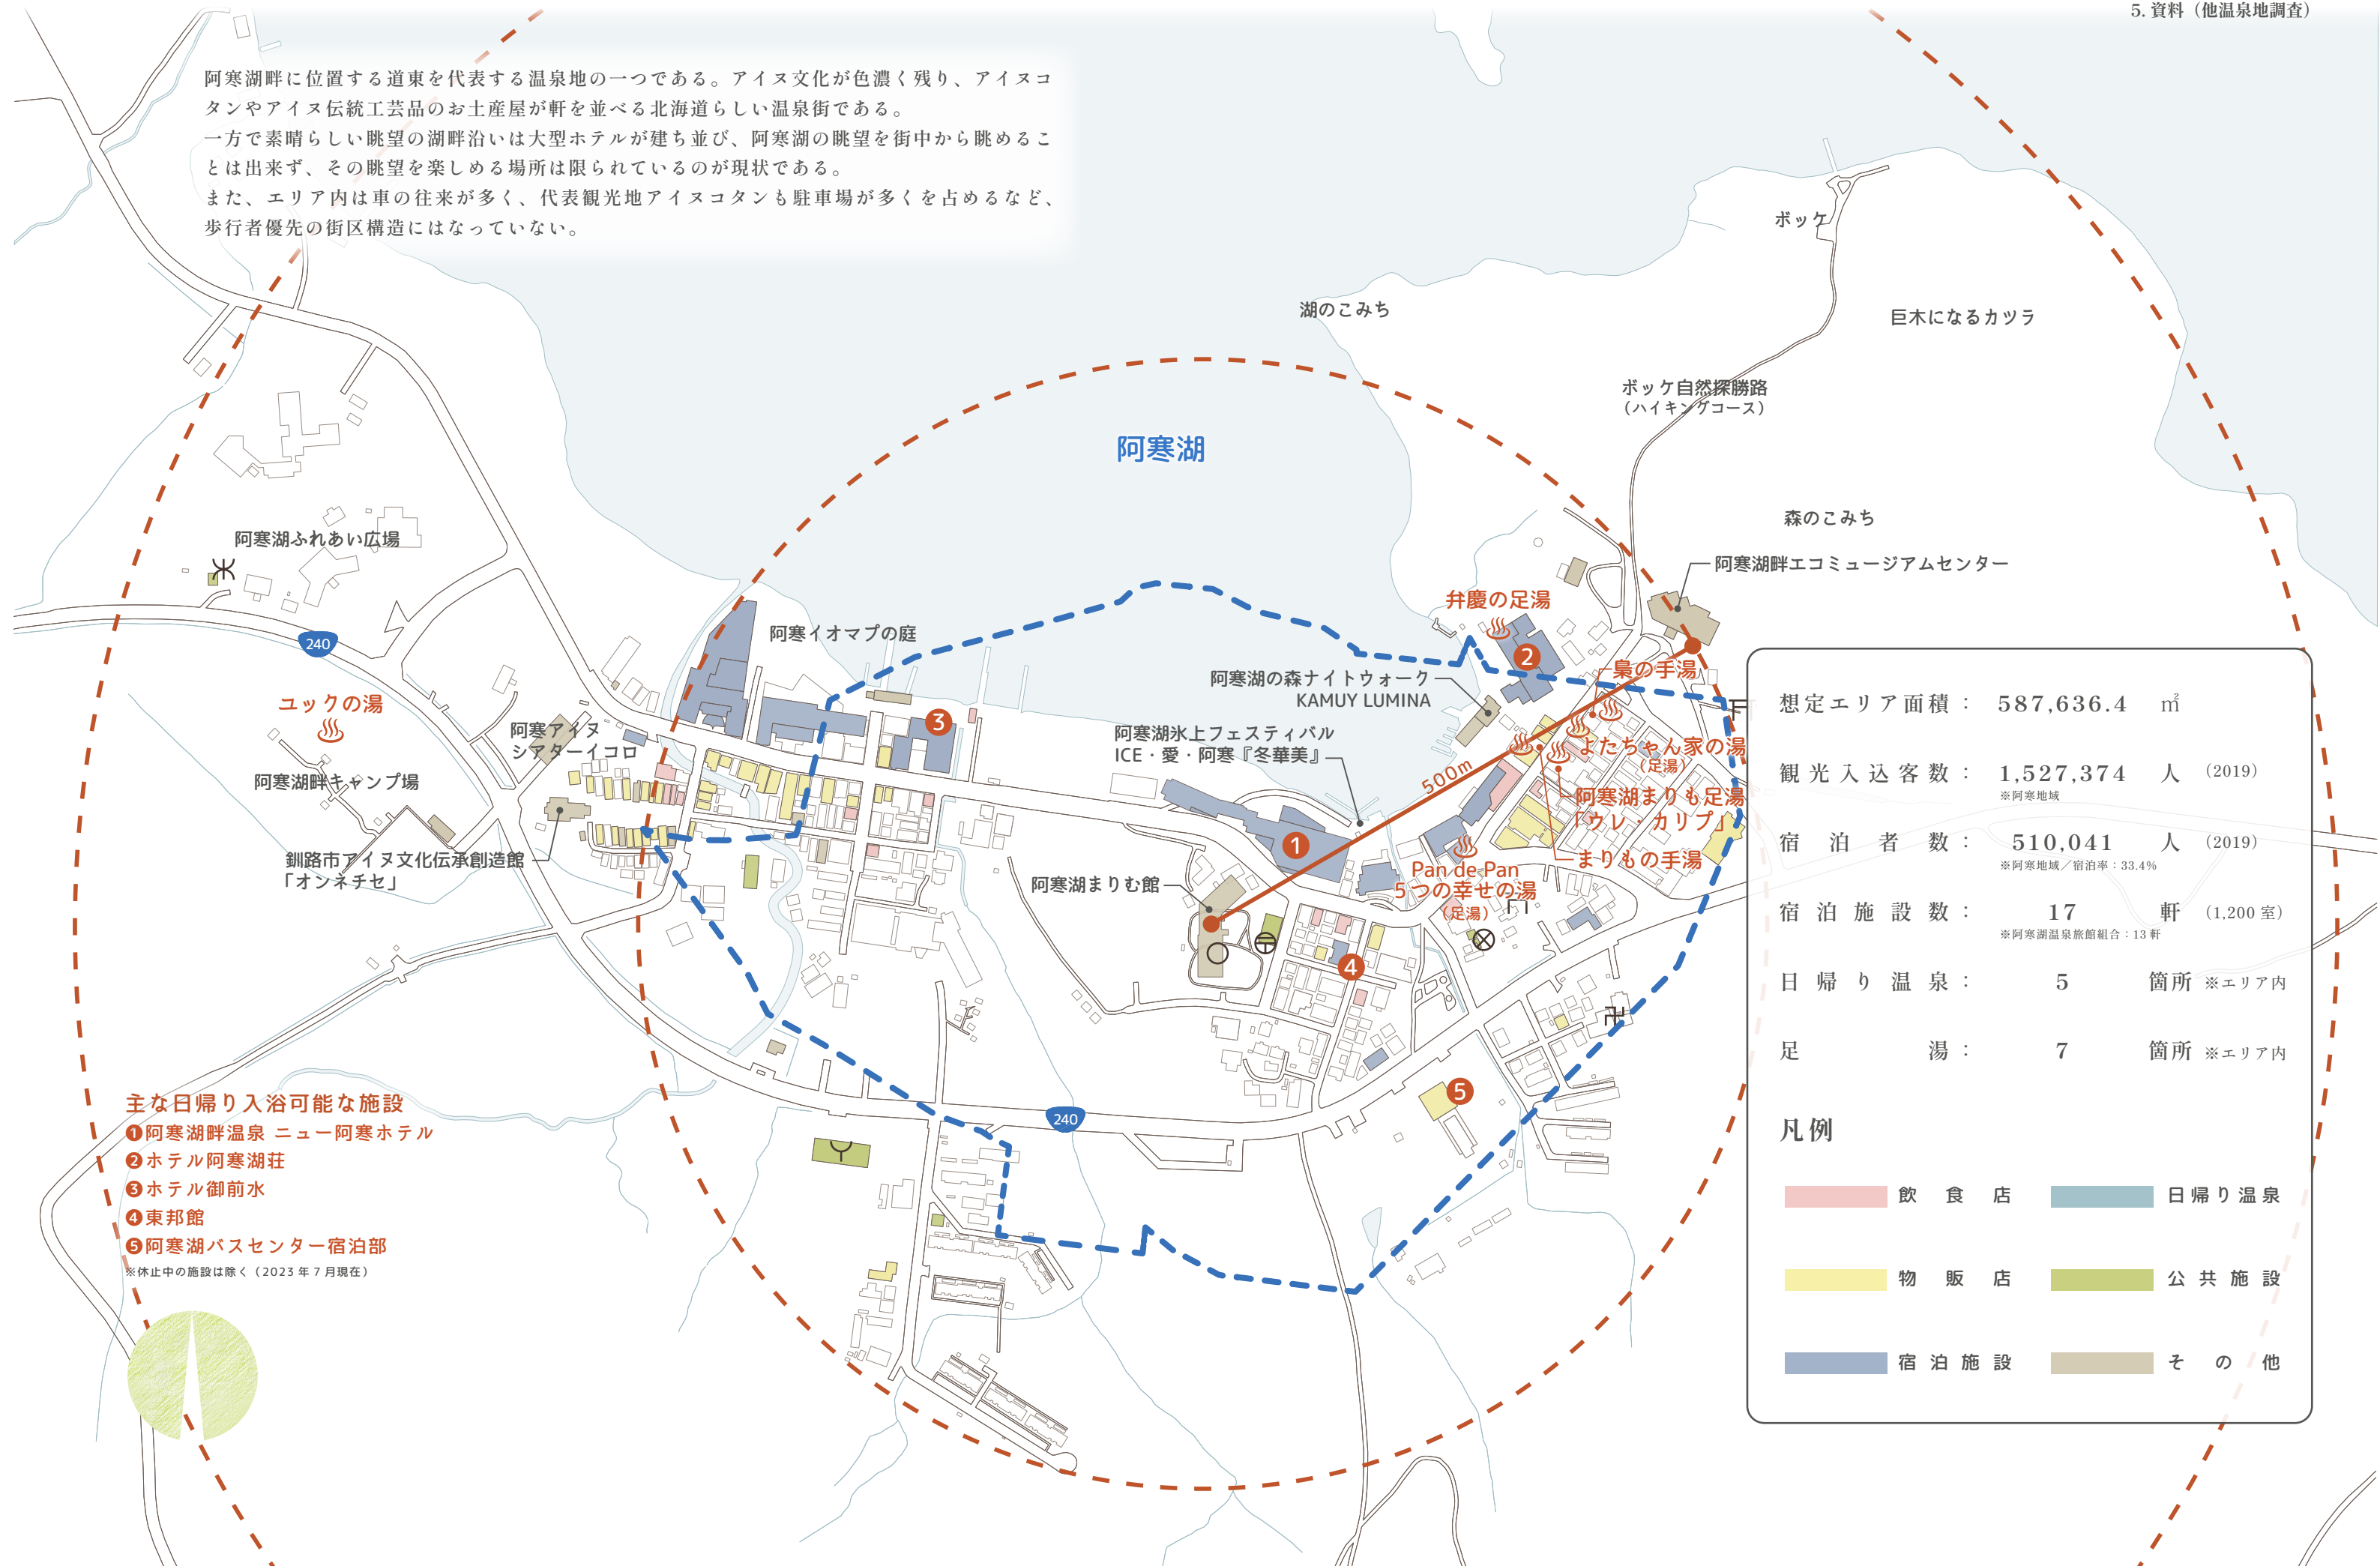 5. 資料（他温泉地調査）
阿寒湖畔に位置する道東を代表する温泉地の一つである。アイヌ文化が色濃く残り、アイヌコ
タンやアイヌ伝統工芸品のお土産屋が軒を並べる北海道らしい温泉街である。
一方で素晴らしい眺望の湖畔沿いは大型ホテルが建ち並び、阿寒湖の眺望を街中から眺めるこ
とは出来ず、その眺望を楽しめる場所は限られているのが現状である。
また、エリア内は車の往来が多く、代表観光地アイヌコタンも駐車場が多くを占めるなど、
歩行者優先の街区構造にはなっていない。
ボッケ
湖のこみち
巨木になるカツラ
ボッケ自然探勝路
（ハイキングコース）
阿寒湖
森のこみち
阿寒湖ふれあい広場
阿寒湖畔エコミュージアムセンター
弁慶の足湯
240
阿寒イオマプの庭
2
梟の手湯
阿寒湖の森ナイトウォーク
KAMUY LUMINA
ユックの湯
3
阿寒アイヌ
シアターイコロ
阿寒湖氷上フェスティバル
ICE・愛・阿寒『冬華美』
よたちゃん家の湯
（足湯）
500m
阿寒湖畔キャンプ場
阿寒湖まりも足湯
「ウレ・カリプ」
1
まりもの手湯
釧路市アイヌ文化伝承創造館
「オンネチセ」
Pan de Pan
５つの幸せの湯
（足湯）
阿寒湖まりむ館
4
5
240
主な日帰り入浴可能な施設
❶阿寒湖畔温泉 ニュー阿寒ホテル
❷ホテル阿寒湖荘
❸ホテル御前水
❹東邦館
❺阿寒湖バスセンター宿泊部
※休止中の施設は除く（2023 年 7 月現在）
想定エリア面積： 587,636.4 ㎡
観光入込客数： 1,527,374 人 （2019）
※阿寒地域
宿泊者数： 510,041 人 （2019）
※阿寒地域／宿泊率：33.4%
宿泊施設数： 17 軒 （1,200 室）
※阿寒湖温泉旅館組合：13 軒
日帰り温泉： 5 箇所 ※エリア内
足湯： 7 箇所 ※エリア内
凡例
飲食店 日帰り温泉
物販店 公共施設
宿泊施設 その他